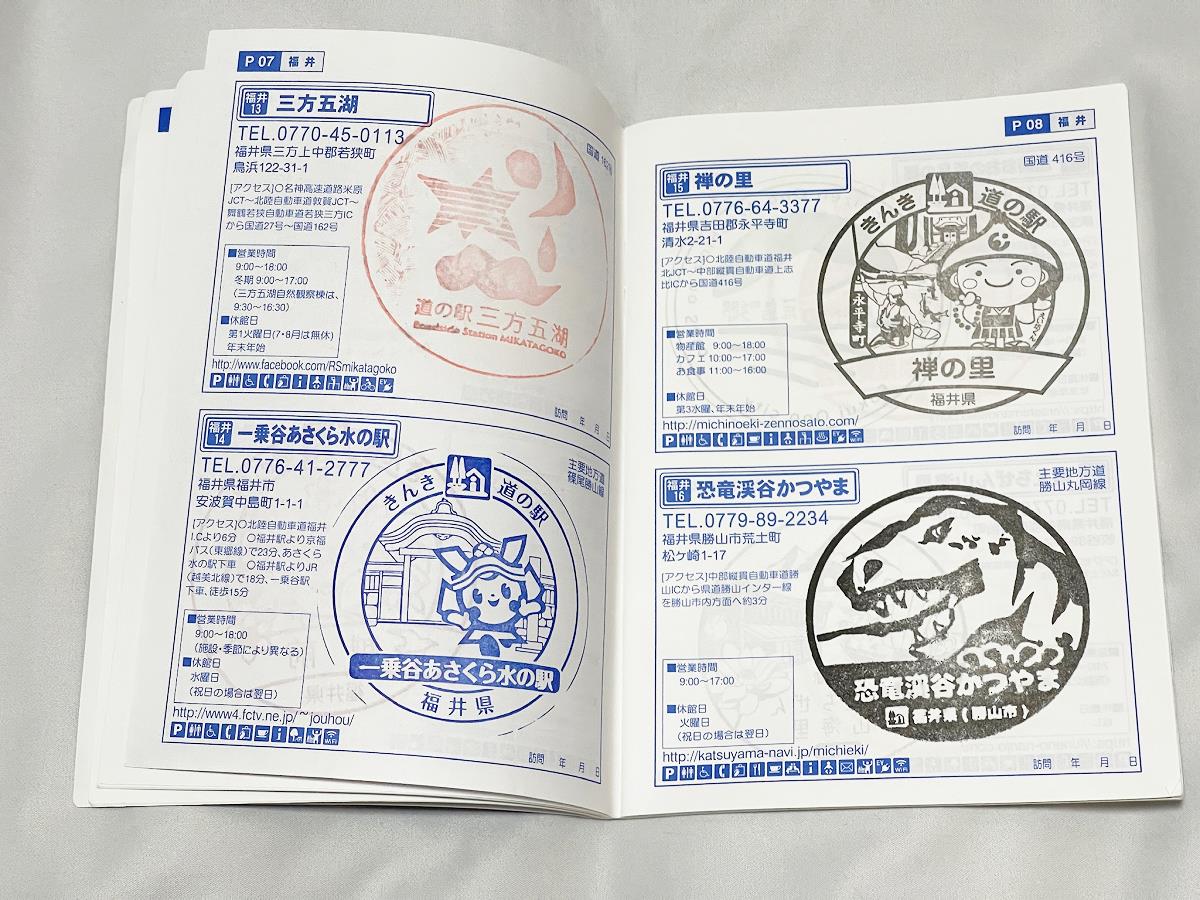 P 07 福井
福井 13 三方五湖
TEL.0770-45-0113
福井県三方上中郡若狭町
鳥浜122-31-1
国道 162号
[アクセス]〇名神高速道路米原
JCT〜北陸自動車道敦賀JCT〜
舞鶴若狭自動車道若狭三方IC
から国道27号〜国道162号
■営業時間
9:00〜18:00
冬期 9:00〜17:00
(三方五湖自然観察棟は、
9:30〜16:30)
■休館日
第1火曜日(7・8月は無休)
年末年始
http://www.facebook.com/RSmikatagoko
道の駅 三方五湖
Roadside Station MIKATAGOKO
訪問 年 月 日
福井 14 一乗谷あさくら水の駅
TEL.0776-41-2777
福井県福井市
安波賀中島町1-1-1
主要地方道
篠尾勝山線
[アクセス]〇北陸自動車道福井
I.Cより6分 〇福井駅より京福
バス(東郷線)で23分、あさくら
水の駅下車 〇福井駅よりJR
(越美北線)で18分、一乗谷駅
下車、徒歩15分
■営業時間
9:00〜18:00
(施設・季節により異なる)
■休館日
水曜日
(祝日の場合は翌日)
http://www4.fctv.ne.jp/~jouhou/
きんき 道の駅
一乗谷あさくら水の駅
福井県
WiFi
訪問 年 月 日
P 08 福井
福井 15 禅の里
国道 416号
TEL.0776-64-3377
福井県吉田郡永平寺町
清水2-21-1
[アクセス]〇北陸自動車道福井
北JCT〜中部縦貫自動車道上志
比ICから国道416号
■営業時間
物産館 9:00〜18:00
カフェ 10:00〜17:00
お食事 11:00〜16:00
■休館日
第3水曜、年末年始
http://michinoeki-zennosato.com/
きんき 道の駅
永平寺町
禅の里
福井県
EV WiFi
訪問 年 月 日
福井 16 恐竜渓谷かつやま
主要地方道
勝山丸岡線
TEL.0779-89-2234
福井県勝山市荒土町
松ヶ崎1-17
[アクセス]中部縦貫自動車道勝
山ICから県道勝山インター線
を勝山市内方面へ約3分
■営業時間
9:00〜17:00
■休館日
火曜日
(祝日の場合は翌日)
http://katsuyama-navi.jp/michieki/
恐竜渓谷かつやま
福井県(勝山市)
EV WiFi
訪問 年 月 日